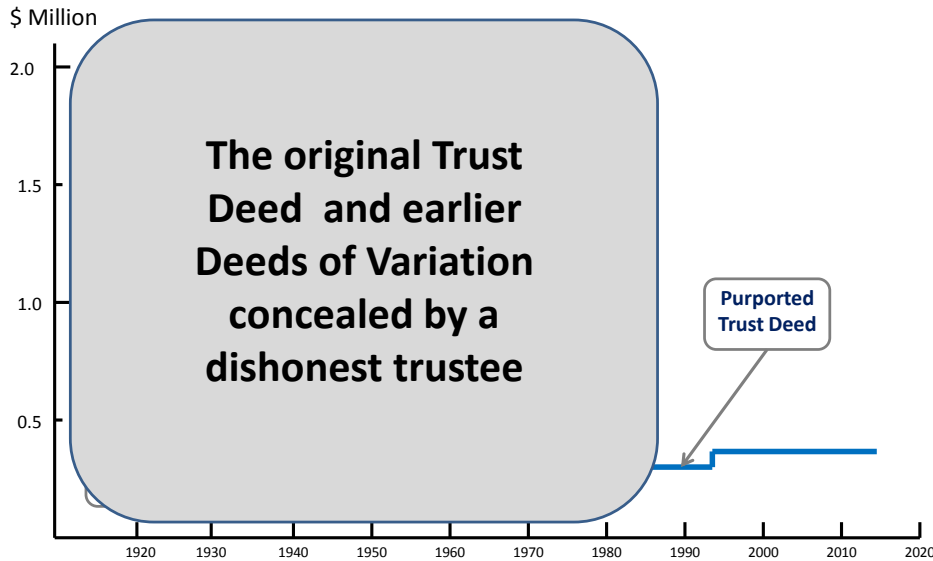 $ Million
2.0
The original Trust
Deed and earlier
Deeds of Variation
concealed by a
dishonest trustee
1.5
1.0
Purported
Trust Deed
0.5
1920 1930 1940 1950 1960 1970 1980 1990 2000 2010 2020